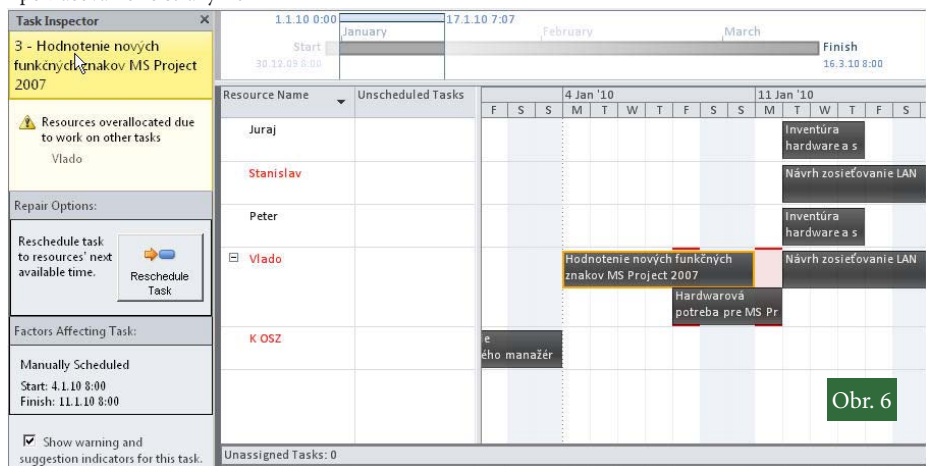 Task Inspector ×
3 - Hodnotenie nových
funkčných znakov MS Project
2007
Resources overallocated due
to work on other tasks
Vlado
Repair Options:
Reschedule task
to resources' next
available time.
Reschedule
Task
Factors Affecting Task:
Manually Scheduled
Start: 4.1.10 8:00
Finish: 11.1.10 8:00
Show warning and
suggestion indicators for this task.
1.1.10 0:00
17.1.10 7:07
January
February
March
Start
30.12.09 8:00
Finish
16.3.10 8:00
Resource Name
Unscheduled Tasks
4 Jan '10
11 Jan '10
F S S M T W T F S S M T W T F S
Juraj
Inventúra
hardware a s
Stanislav
Návrh zosieťovanie LAN
Peter
Inventúra
hardware a s
Vlado
Hodnotenie nových funkčných
znakov MS Project 2007
Návrh zosieťovanie LAN
Hardwarová
potreba pre MS Pr
K OSZ
e
ého manažér
Unassigned Tasks: 0
Obr. 6